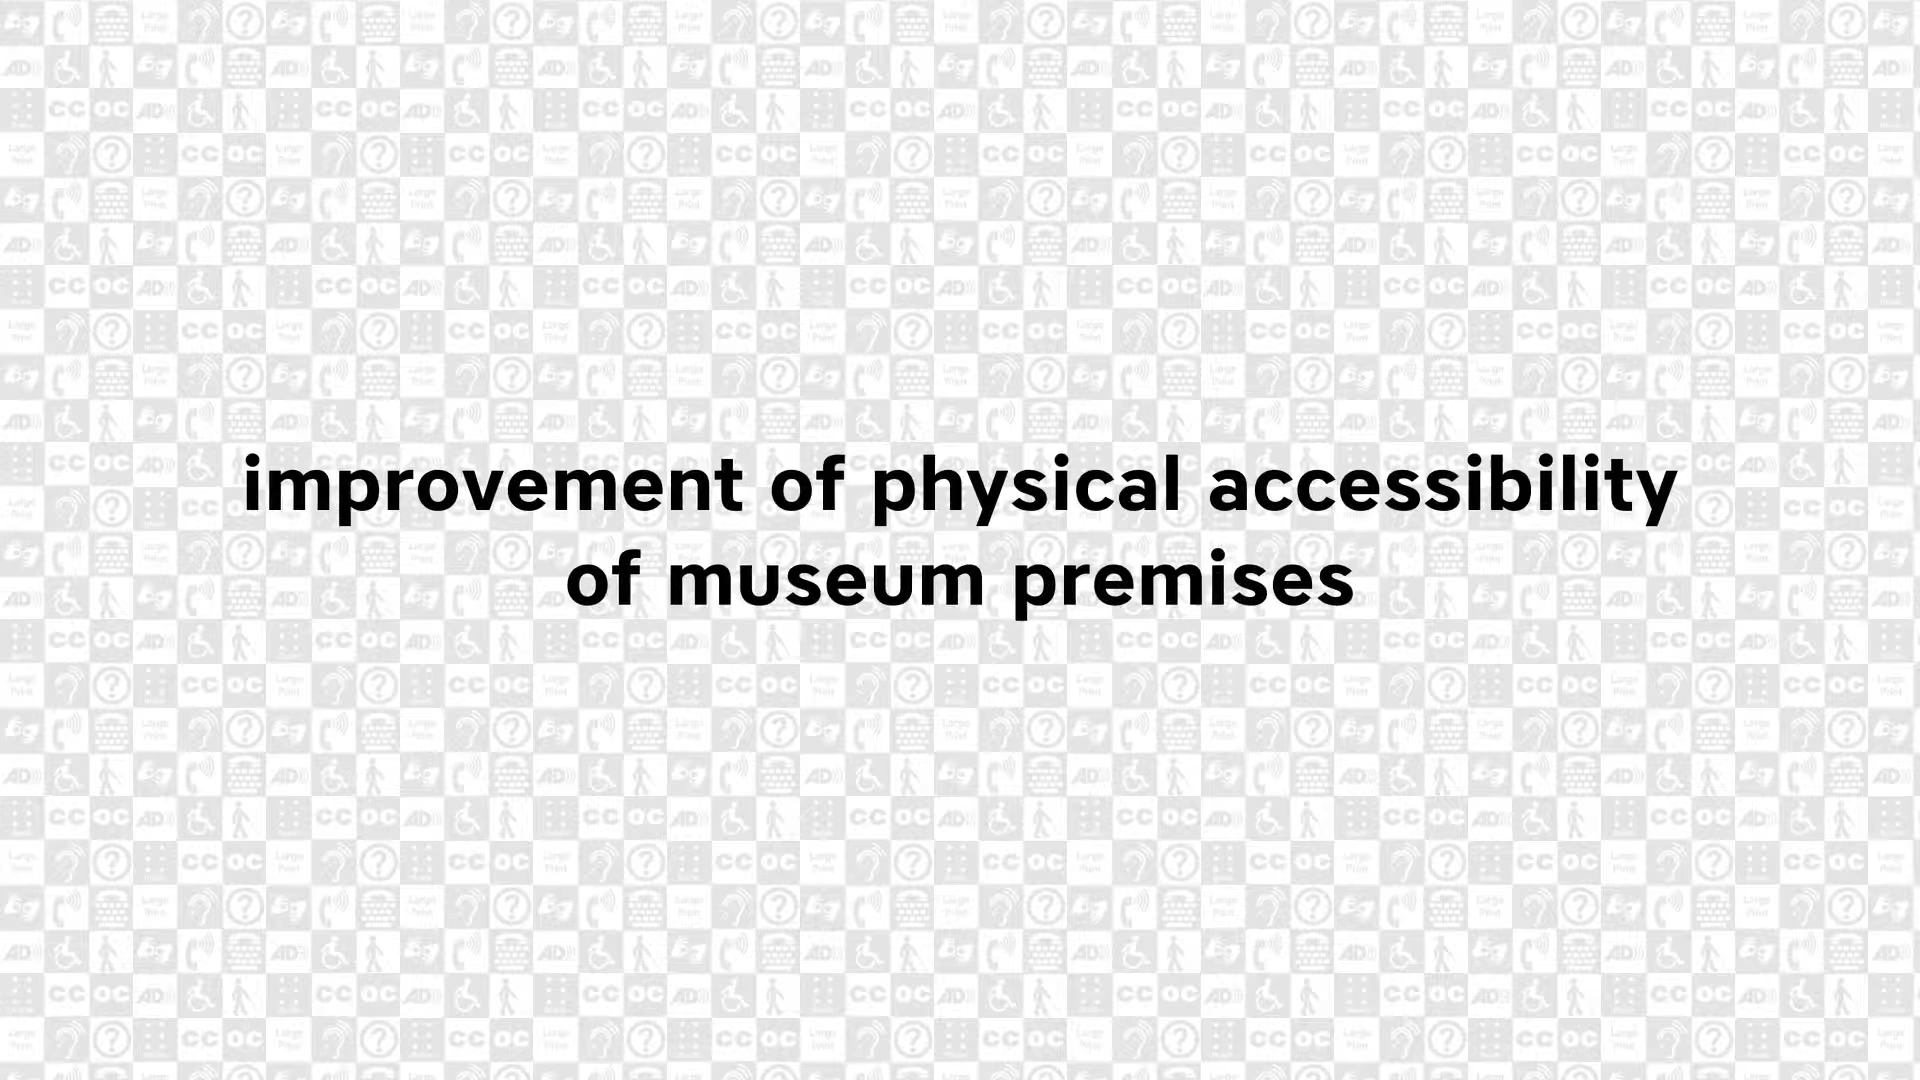 improvement of physical accessibility
of museum premises